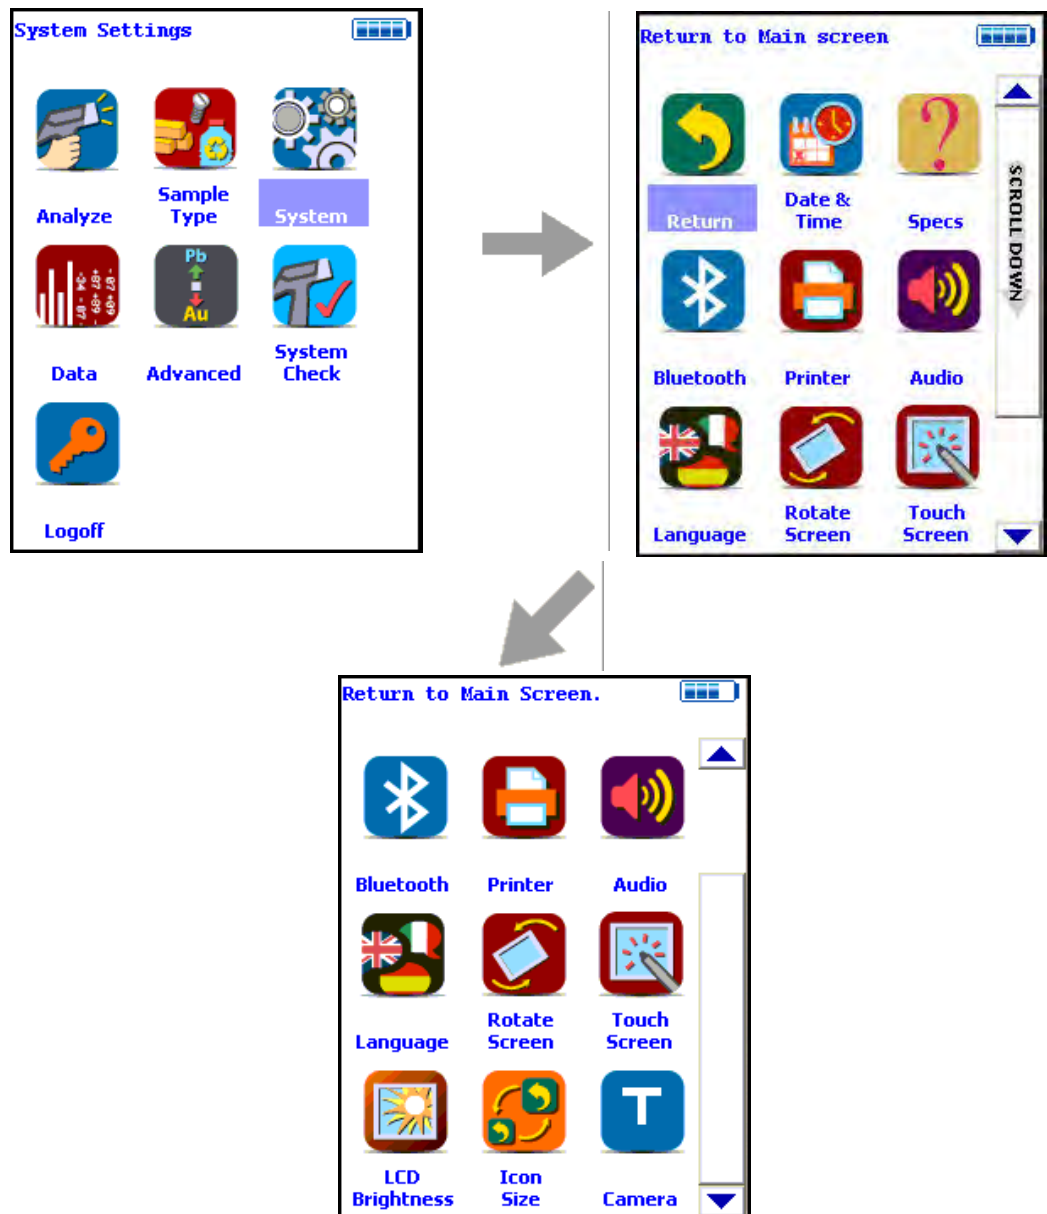 System Settings
Analyze
Sample
Type
System
Pb
Au
Data
Advanced
System
Check
Logoff
Return to Main screen
Return
Date &
Time
Specs
SCROLL DOWN
Bluetooth
Printer
Audio
Language
Rotate
Screen
Touch
Screen
Return to Main Screen.
Bluetooth
Printer
Audio
Language
Rotate
Screen
Touch
Screen
LCD
Brightness
Icon
Size
T
Camera